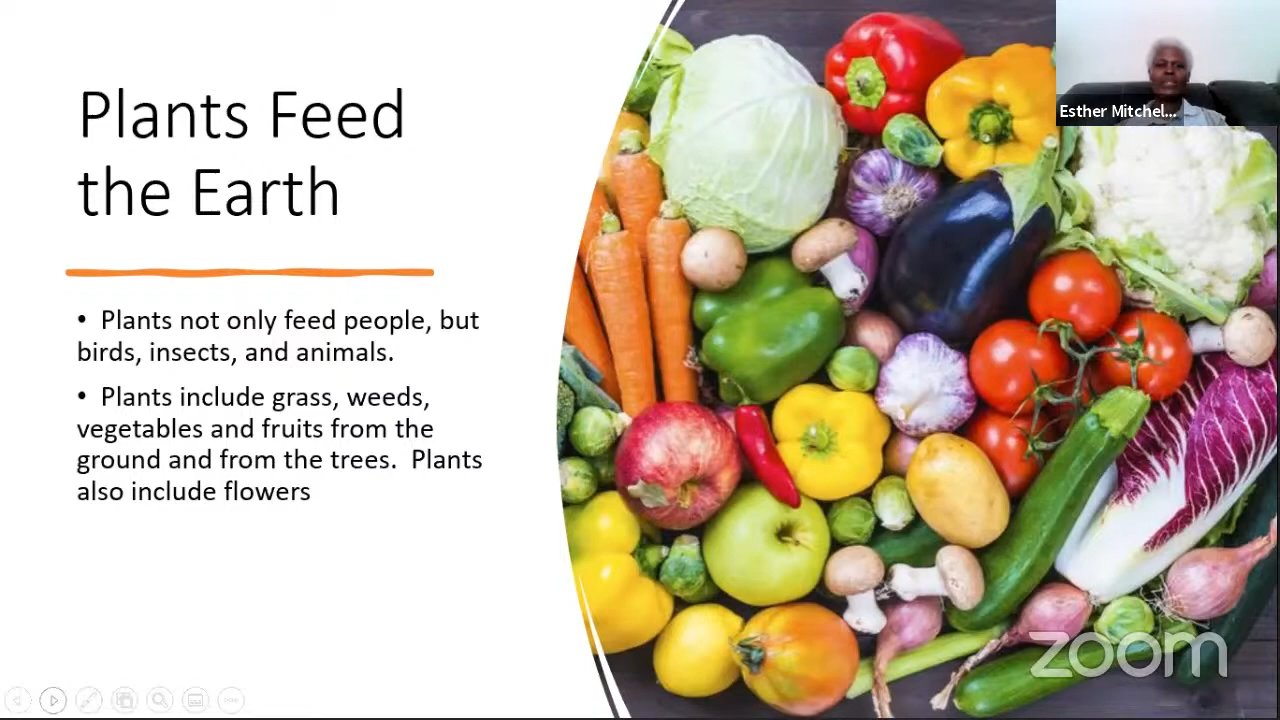 Plants Feed
the Earth
• Plants not only feed people, but
birds, insects, and animals.
• Plants include grass, weeds,
vegetables and fruits from the
ground and from the trees.  Plants
also include flowers
Esther Mitchel...
zoom